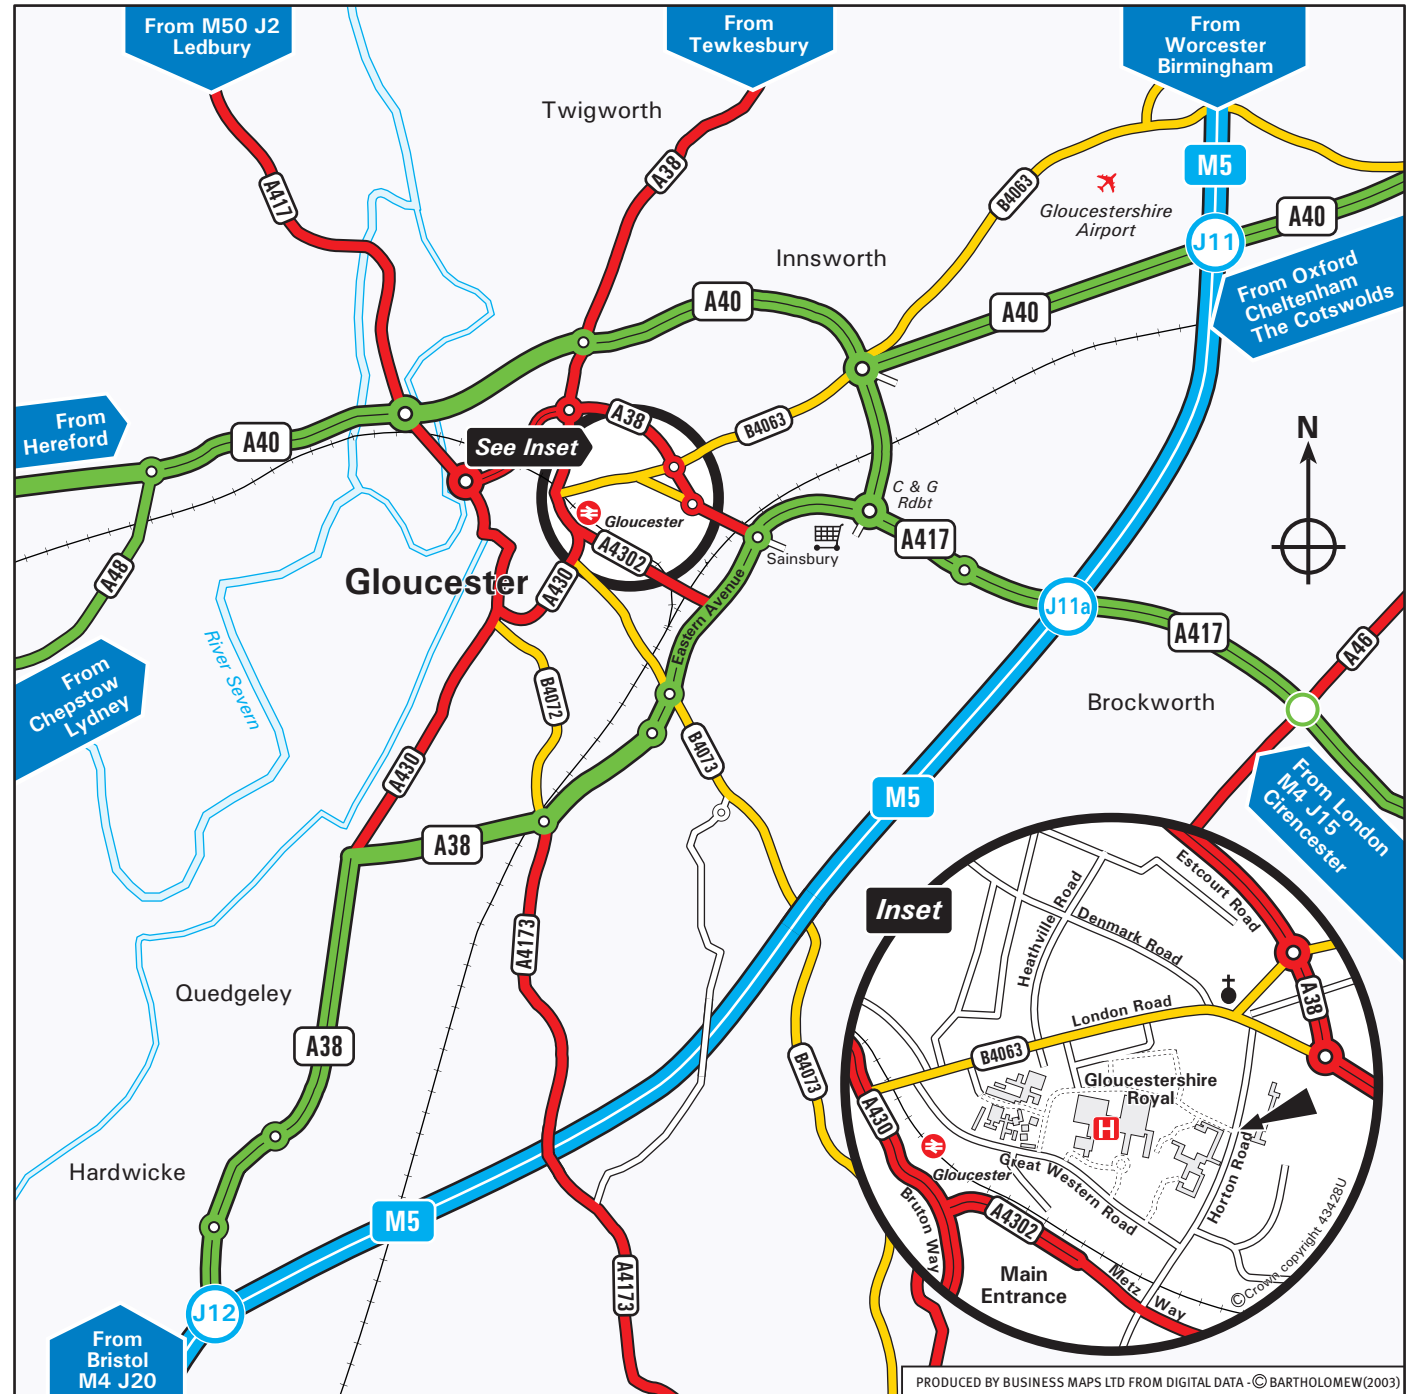 From M50 J2
Ledbury
From
Tewkesbury
From
Worcester
Birmingham
Twigworth
A38
A417
B4063
M5
Gloucestershire
Airport
A40
J11
Innsworth
From Oxford
Cheltenham
The Cotswolds
A40
A40
From
Hereford
A40
See Inset
A38
B4063
N
C & G
Rdbt
Gloucester
A417
Sainsbury
A4302
A48
Gloucester
A430
Eastern Avenue
J11a
A417
A46
River Severn
From
Chepstow
Lydney
B4072
Brockworth
B4073
A430
M5
From London
M4 J15
Cirencester
A38
Inset
Estcourt Road
Heathville Road
Denmark Road
A4173
Quedgeley
A38
London Road
A38
B4063
B4073
Gloucestershire
Royal
H
A430
Gloucester
Great Western Road
Horton Road
Hardwicke
Bruton Way
A4302
M5
Main
Entrance
Metz Way
©Crown copyright 43428U
A4173
J12
From
Bristol
M4 J20
PRODUCED BY BUSINESS MAPS LTD FROM DIGITAL DATA - © BARTHOLOMEW(2003)